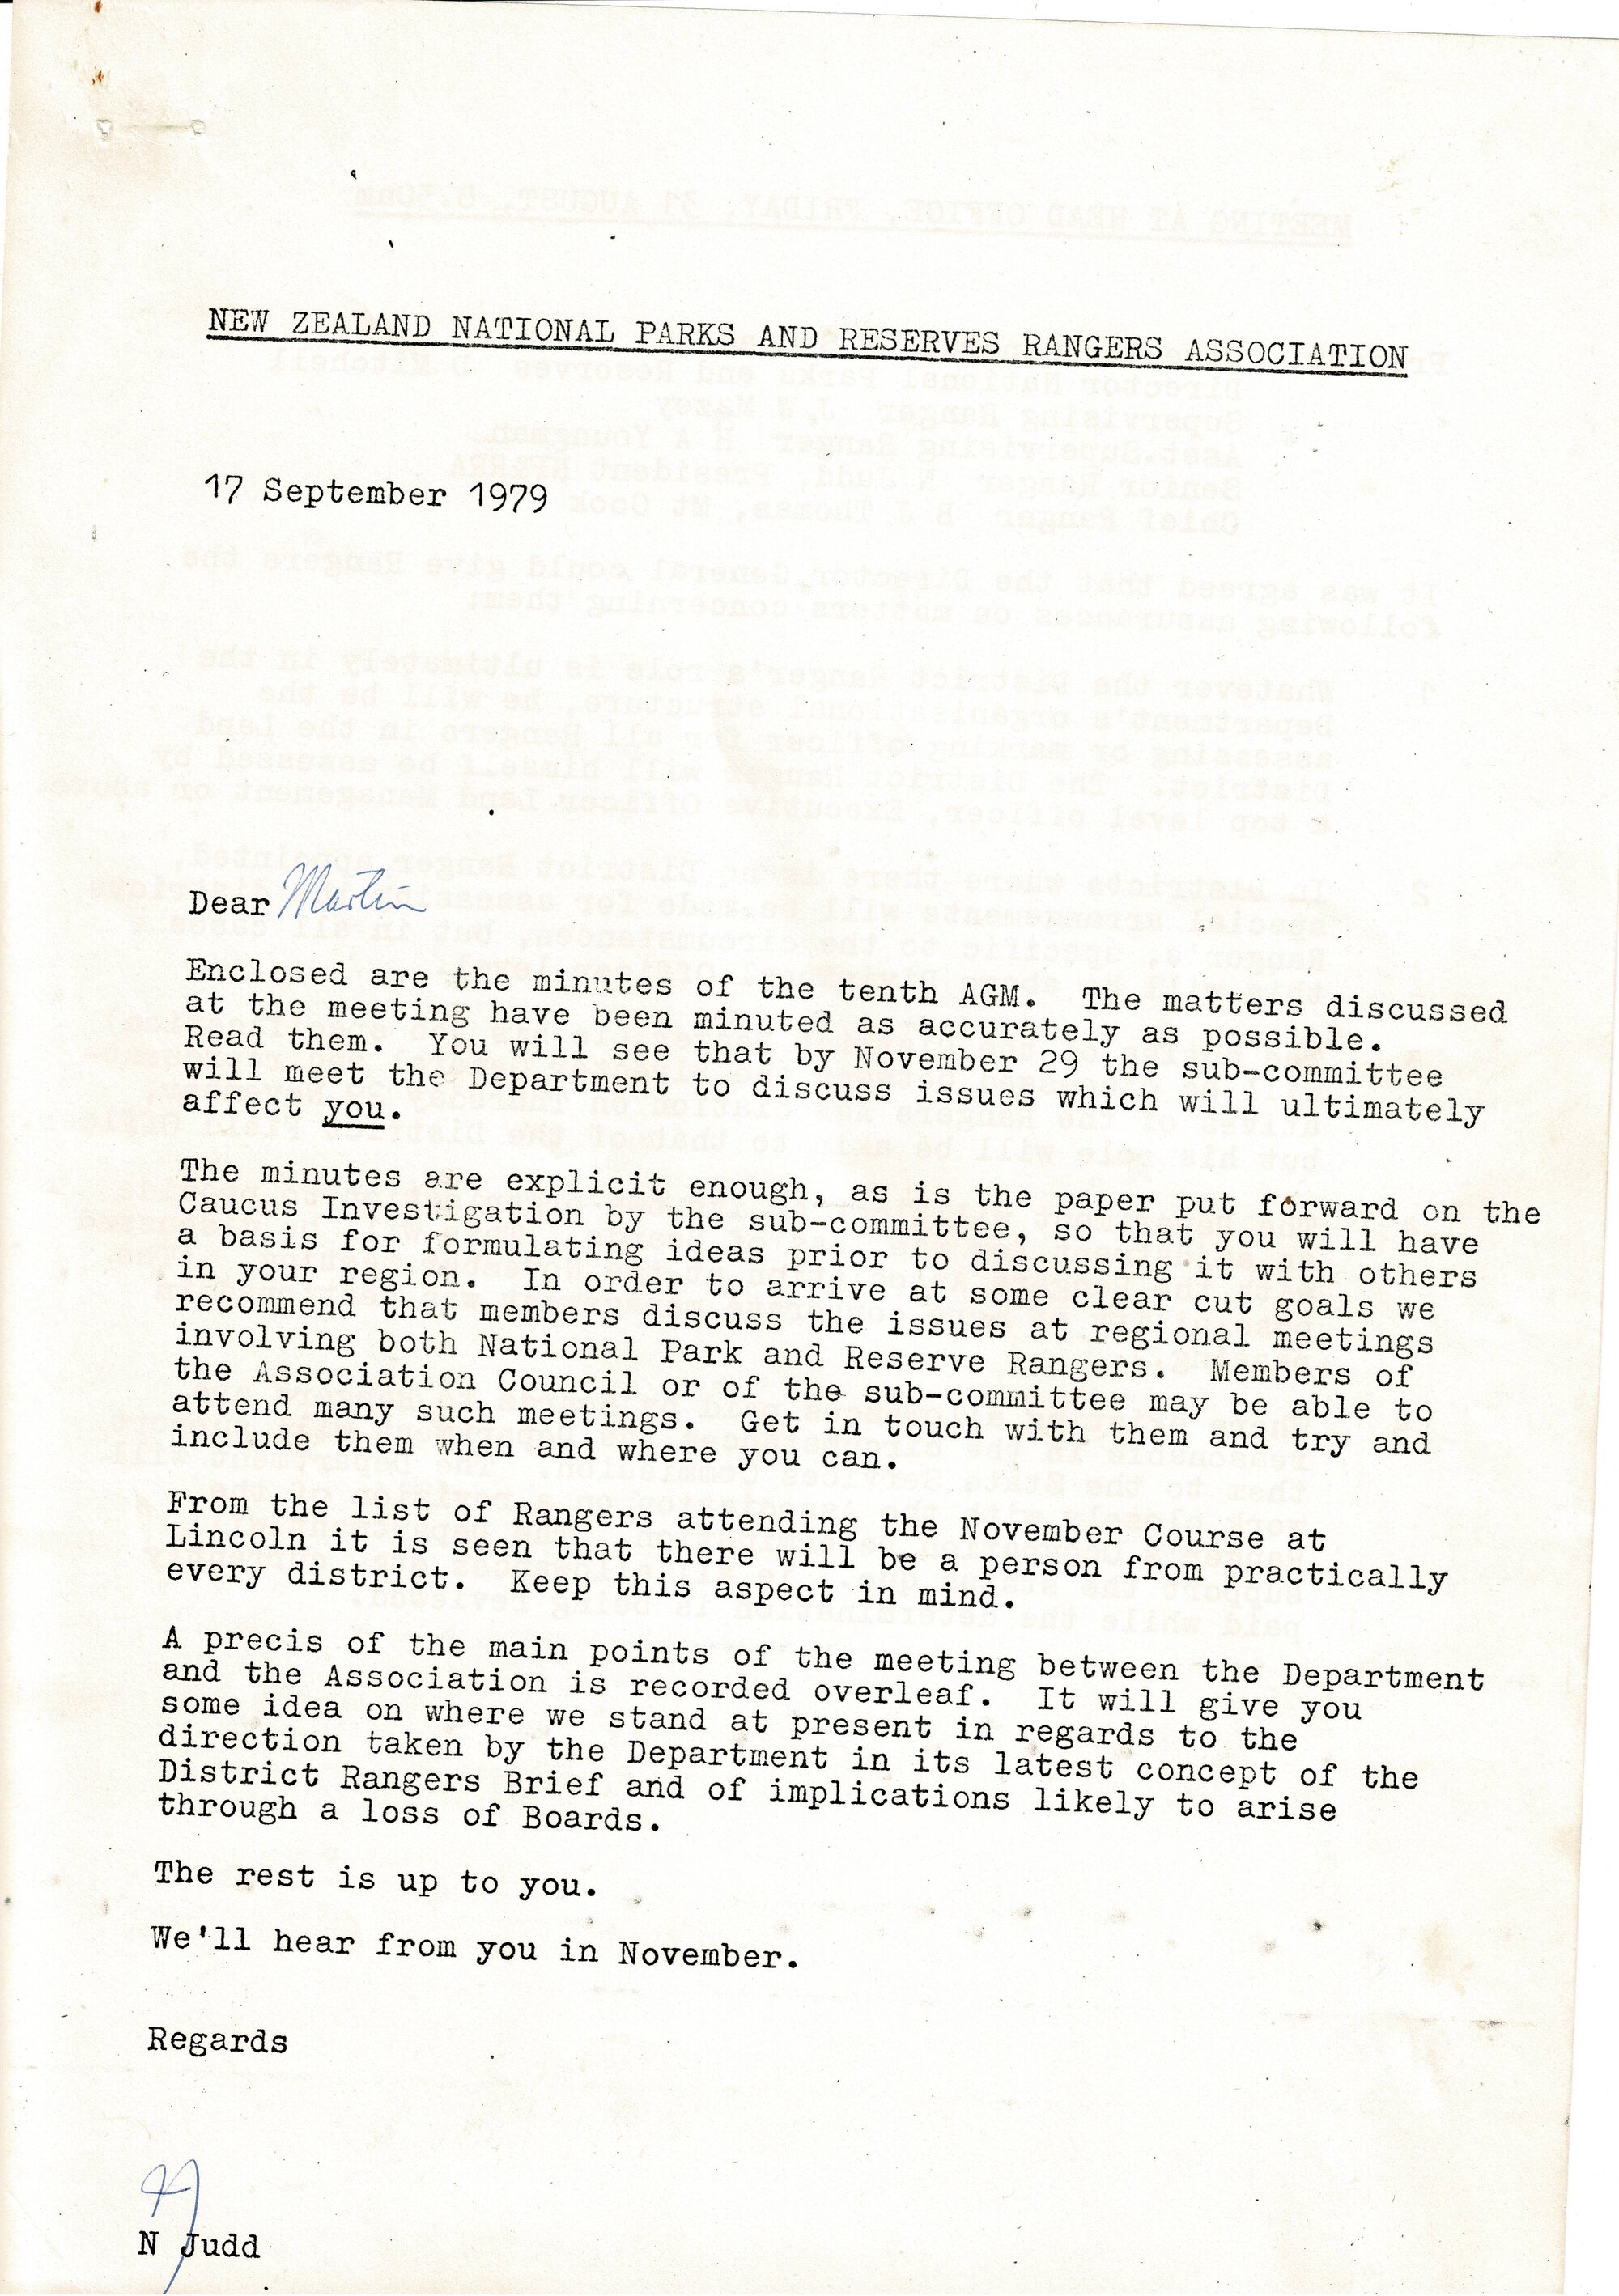 NEW ZEALAND NATIONAL PARKS AND RESERVES RANGERS ASSOCIATION
17 September 1979
Dear Martin
Enclosed are the minutes of the tenth AGM. The matters discussed
at the meeting have been minuted as accurately as possible.
Read them. You will see that by November 29 the sub-committee
will meet the Department to discuss issues which will ultimately
affect you.
The minutes are explicit enough, as is the paper put forward on the
Caucus Investigation by the sub-committee, so that you will have
a basis for formulating ideas prior to discussing it with others
in your region. In order to arrive at some clear cut goals we
recommend that members discuss the issues at regional meetings
involving both National Park and Reserve Rangers. Members of
the Association Council or of the sub-committee may be able to
attend many such meetings. Get in touch with them and try and
include them when and where you can.
From the list of Rangers attending the November Course at
Lincoln it is seen that there will be a person from practically
every district. Keep this aspect in mind.
A precis of the main points of the meeting between the Department
and the Association is recorded overleaf. It will give you
some idea on where we stand at present in regards to the
direction taken by the Department in its latest concept of the
District Rangers Brief and of implications likely to arise
through a loss of Boards.
The rest is up to you.
We'll hear from you in November.
Regards
N Judd